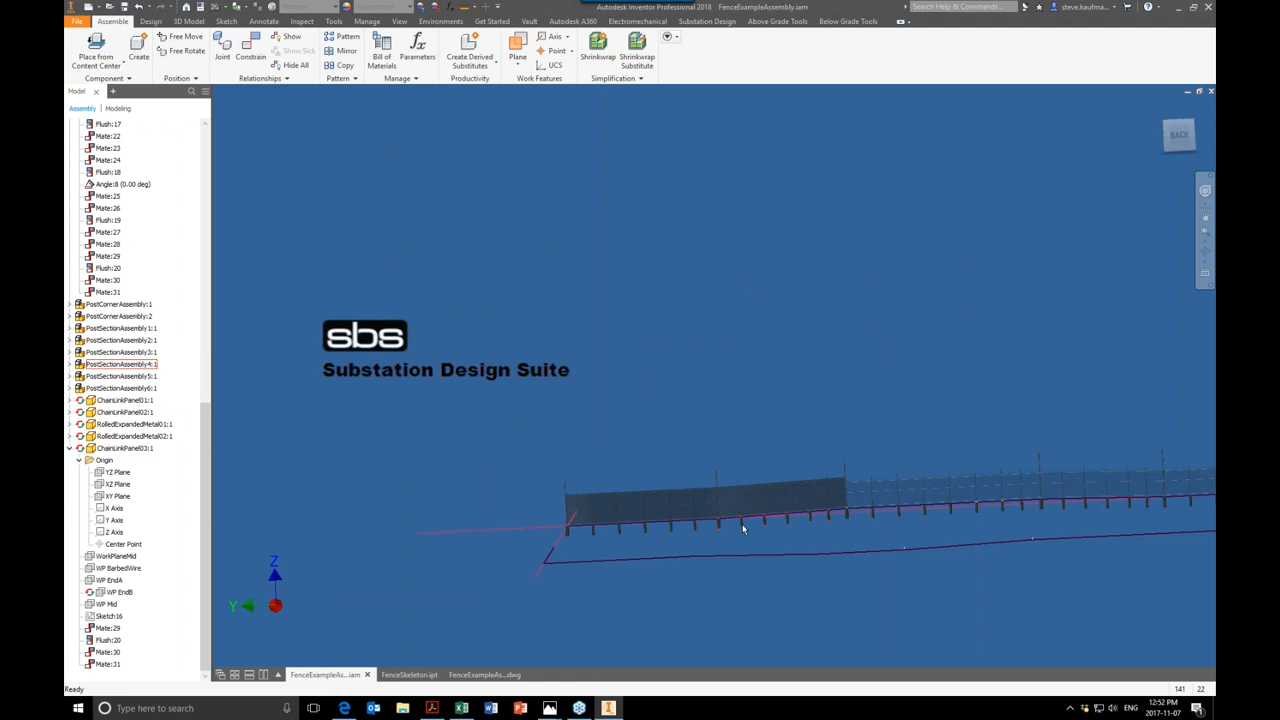 Autodesk Inventor Professional 2018   FenceExampleAssembly.iam
Search Help & Commands...
steve.kaufma...
File Assemble Design 3D Model Sketch Annotate Inspect Tools Manage View Environments Get Started Vault Autodesk A360 Electromechanical Substation Design Above Grade Tools Below Grade Tools
Place from Content Center
Create
Component
Free Move
Free Rotate
Position
Joint
Constrain
Show
Show Sick
Hide All
Relationships
Pattern
Mirror
Copy
Pattern
Bill of Materials
Parameters
Manage
Create Derived Substitutes
Productivity
Plane
Axis
Point
UCS
Work Features
Shrinkwrap
Shrinkwrap Substitute
Simplification
Model
Assembly Modeling
Flush:17
Mate:22
Mate:23
Mate:24
Flush:18
Angle:8 (0.00 deg)
Mate:25
Mate:26
Flush:19
Mate:27
Mate:28
Mate:29
Flush:20
Mate:30
Mate:31
PostCornerAssembly:1
PostCornerAssembly:2
PostSectionAssembly1:1
PostSectionAssembly2:1
PostSectionAssembly3:1
PostSectionAssembly4:1
PostSectionAssembly5:1
PostSectionAssembly6:1
ChainLinkPanel01:1
ChainLinkPanel02:1
RolledExpandedMetal01:1
RolledExpandedMetal02:1
ChainLinkPanel03:1
Origin
YZ Plane
XZ Plane
XY Plane
X Axis
Y Axis
Z Axis
Center Point
WorkPlaneMid
WP BarbedWire
WP EndA
WP EndB
WP Mid
Sketch16
Mate:29
Flush:20
Mate:30
Mate:31
BACK
sbs
Substation Design Suite
Z
Y
FenceExampleAs...iam
FenceSkeleton.ipt
FenceExampleAs...dwg
Ready
141 22
Type here to search
ENG
12:52 PM
2017-11-07